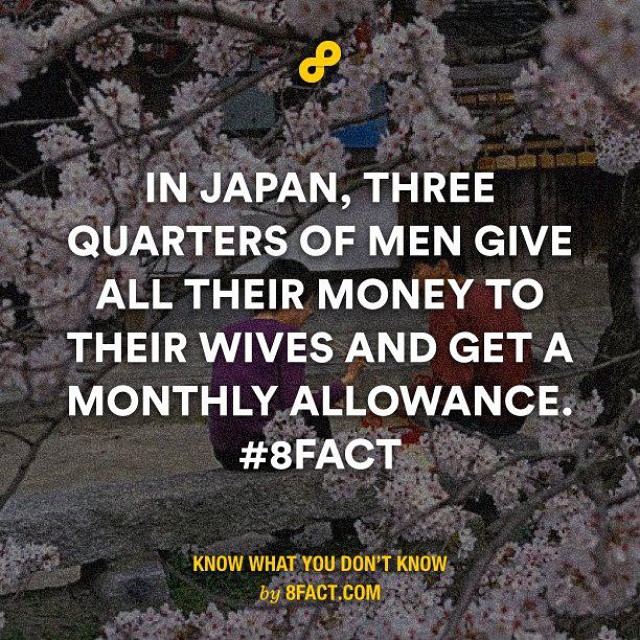 IN JAPAN, THREE
QUARTERS OF MEN GIVE
ALL THEIR MONEY TO
THEIR WIVES AND GET A
MONTHLY ALLOWANCE.
#8FACT
KNOW WHAT YOU DON'T KNOW
by 8FACT.COM